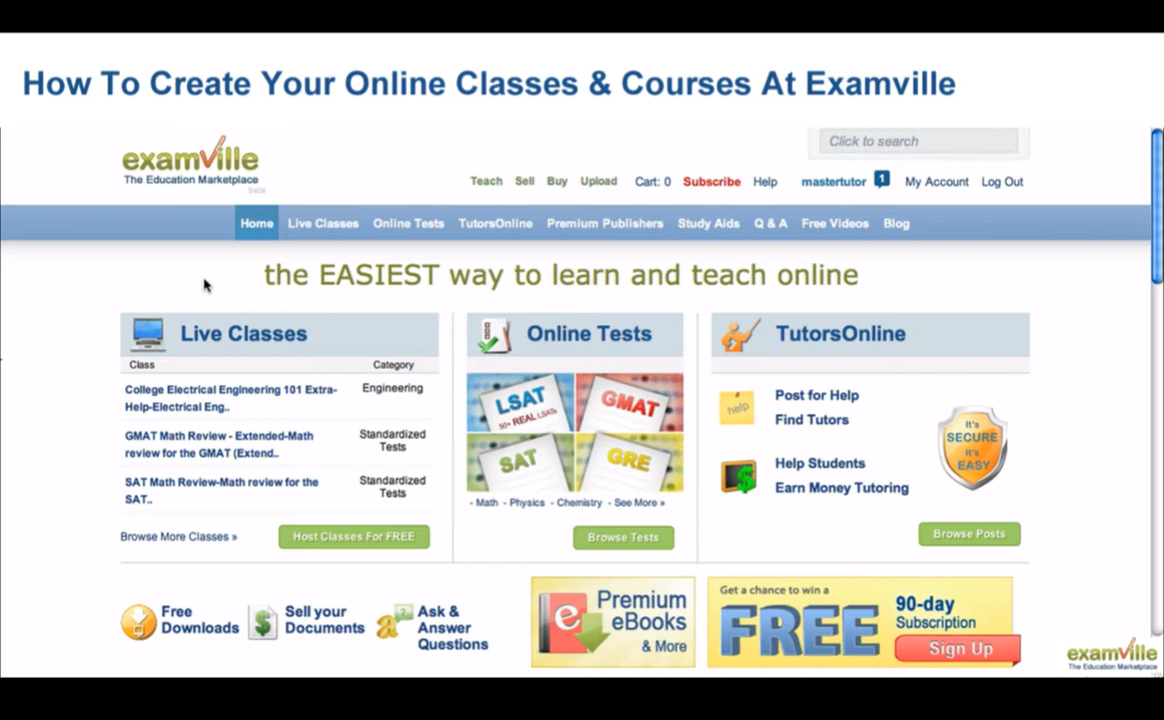 How To Create Your Online Classes & Courses At Examville
Click to search
examville
The Education Marketplace
beta
Teach Sell Buy Upload Cart: 0 Subscribe Help mastertutor 1 My Account Log Out
Home Live Classes Online Tests TutorsOnline Premium Publishers Study Aids Q & A Free Videos Blog
the EASIEST way to learn and teach online
Live Classes
Class Category
College Electrical Engineering 101 Extra-
Help-Electrical Eng..
Engineering
GMAT Math Review - Extended-Math
review for the GMAT (Extend..
Standardized
Tests
SAT Math Review-Math review for the
SAT..
Standardized
Tests
Browse More Classes »
Host Classes For FREE
Online Tests
LSAT
50+ REAL LSATs
GMAT
SAT
GRE
- Math - Physics - Chemistry - See More »
Browse Tests
TutorsOnline
help
Post for Help
Find Tutors
$
Help Students
Earn Money Tutoring
It's
SECURE
It's
EASY
Browse Posts
Free
Downloads
$
Sell your
Documents
a
?
Ask &
Answer
Questions
e
Premium
eBooks
& More
Get a chance to win a
FREE
90-day
Subscription
Sign Up
examville
The Education Marketplace